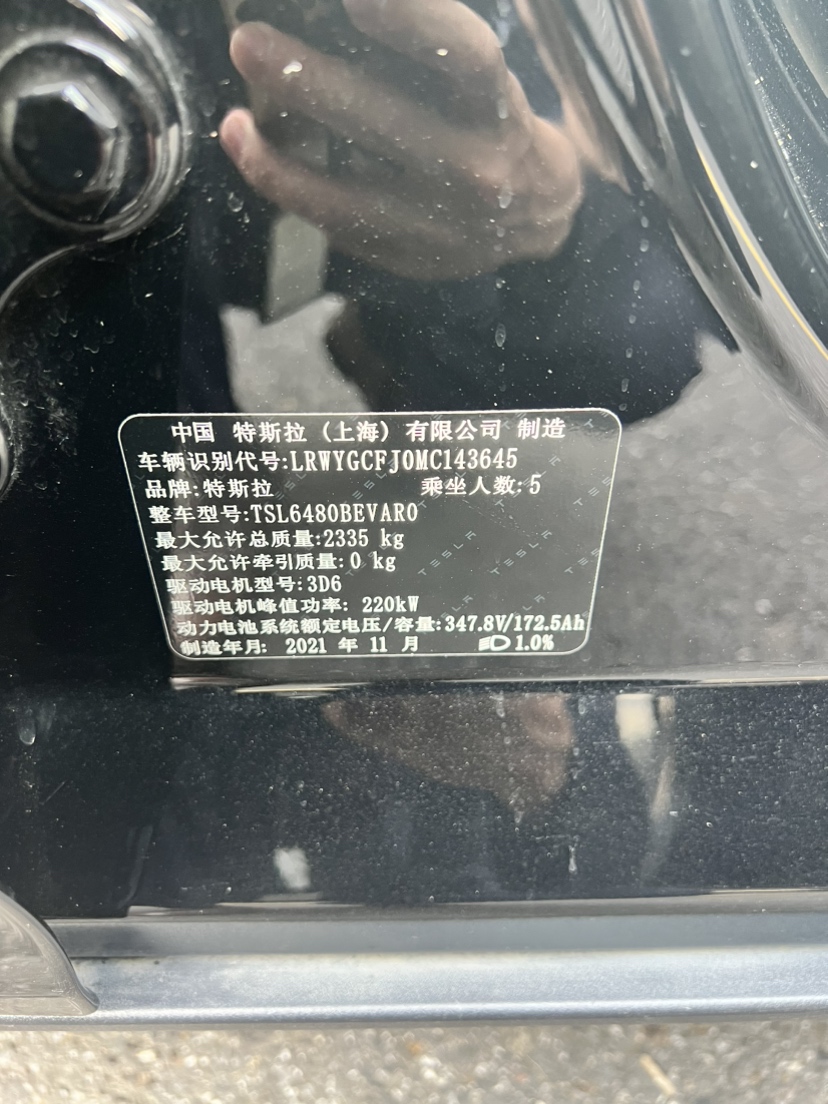 中国 特斯拉 (上海) 有限公司 制造
车辆识别代号:LRWYGCFJ0MC143645
品牌:特斯拉 乘坐人数:5
整车型号:TSL6480BEVAR0
最大允许总质量:2335 kg
最大允许牵引质量:0 kg
驱动电机型号:3D6
驱动电机峰值功率: 220kW
动力电池系统额定电压/容量:347.8V/172.5Ah
制造年月: 2021 年 11 月 1.0%
TESLA
TESLA
TESLA
TESLA
TESLA